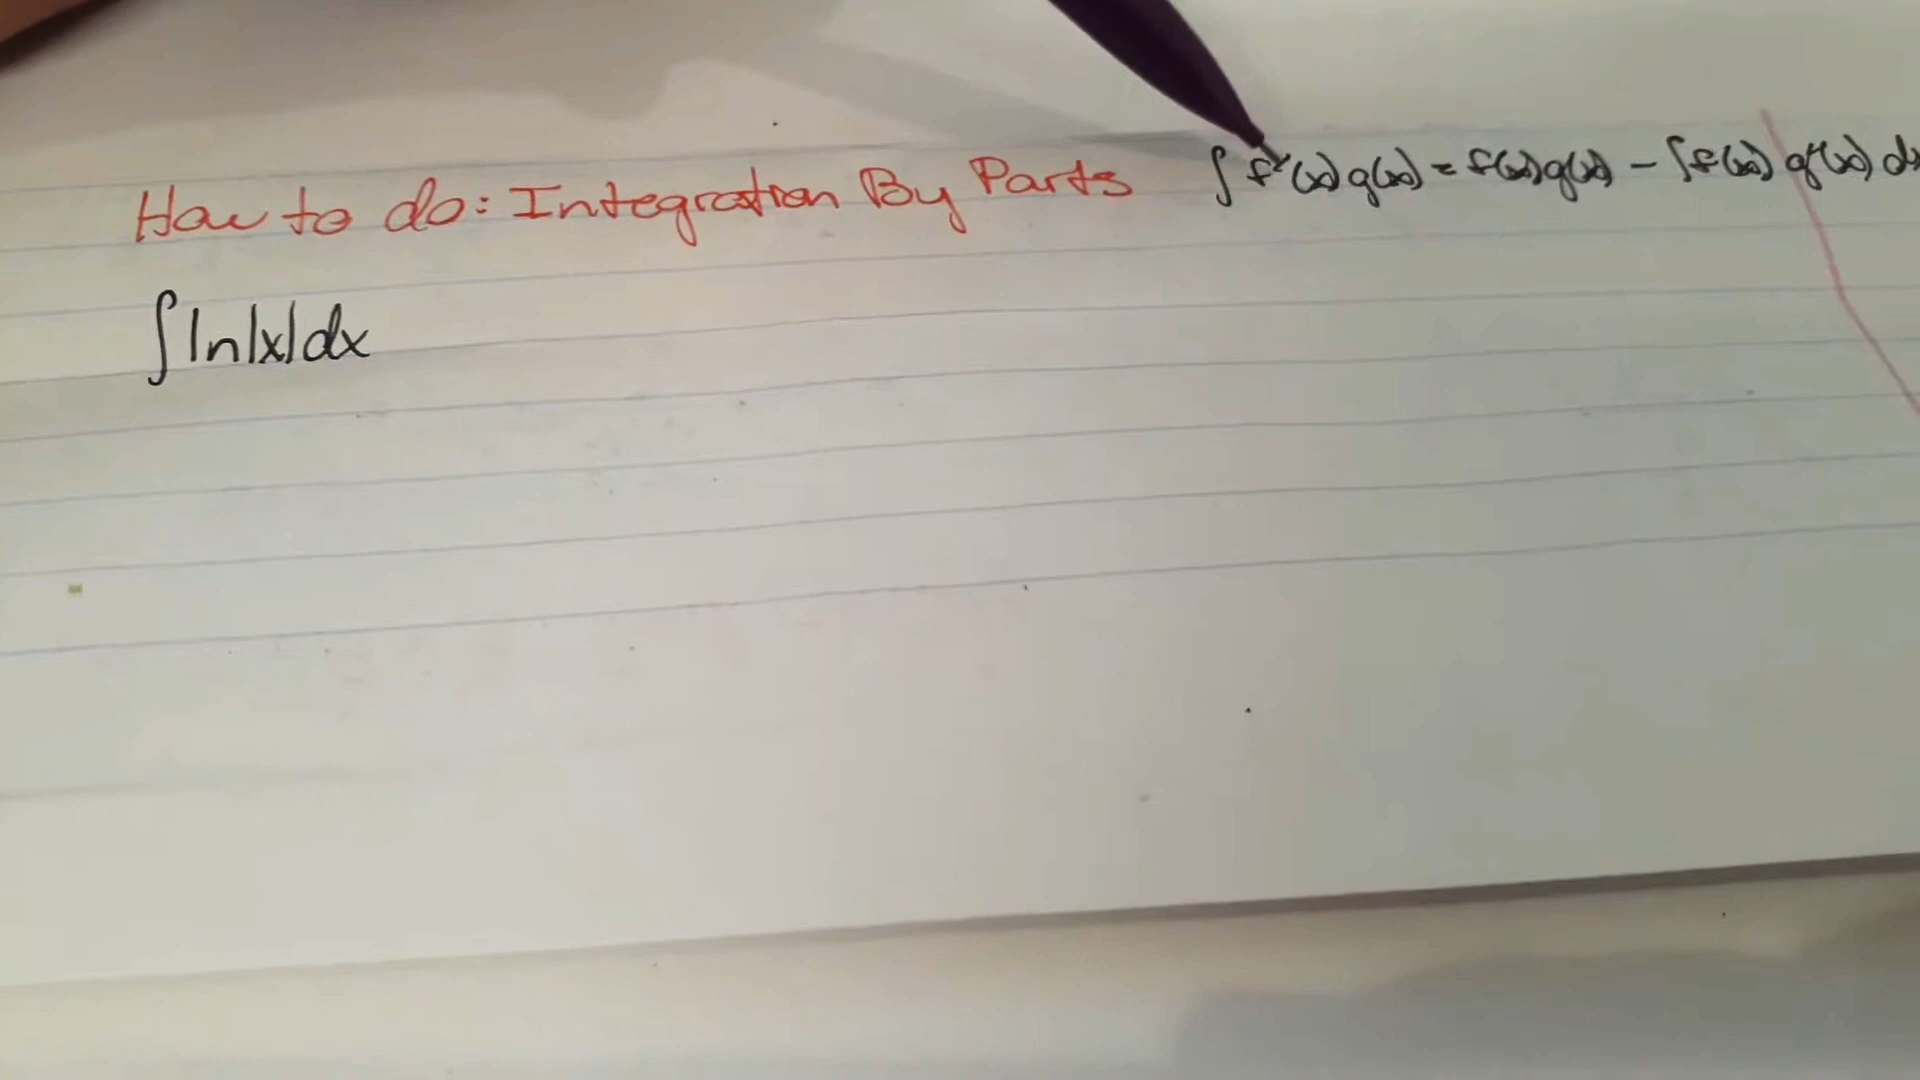 How to do: Integration By Parts ∫f'(x)g(x) = f(x)g(x) - ∫f(x)g'(x)dx
∫ln|x|dx